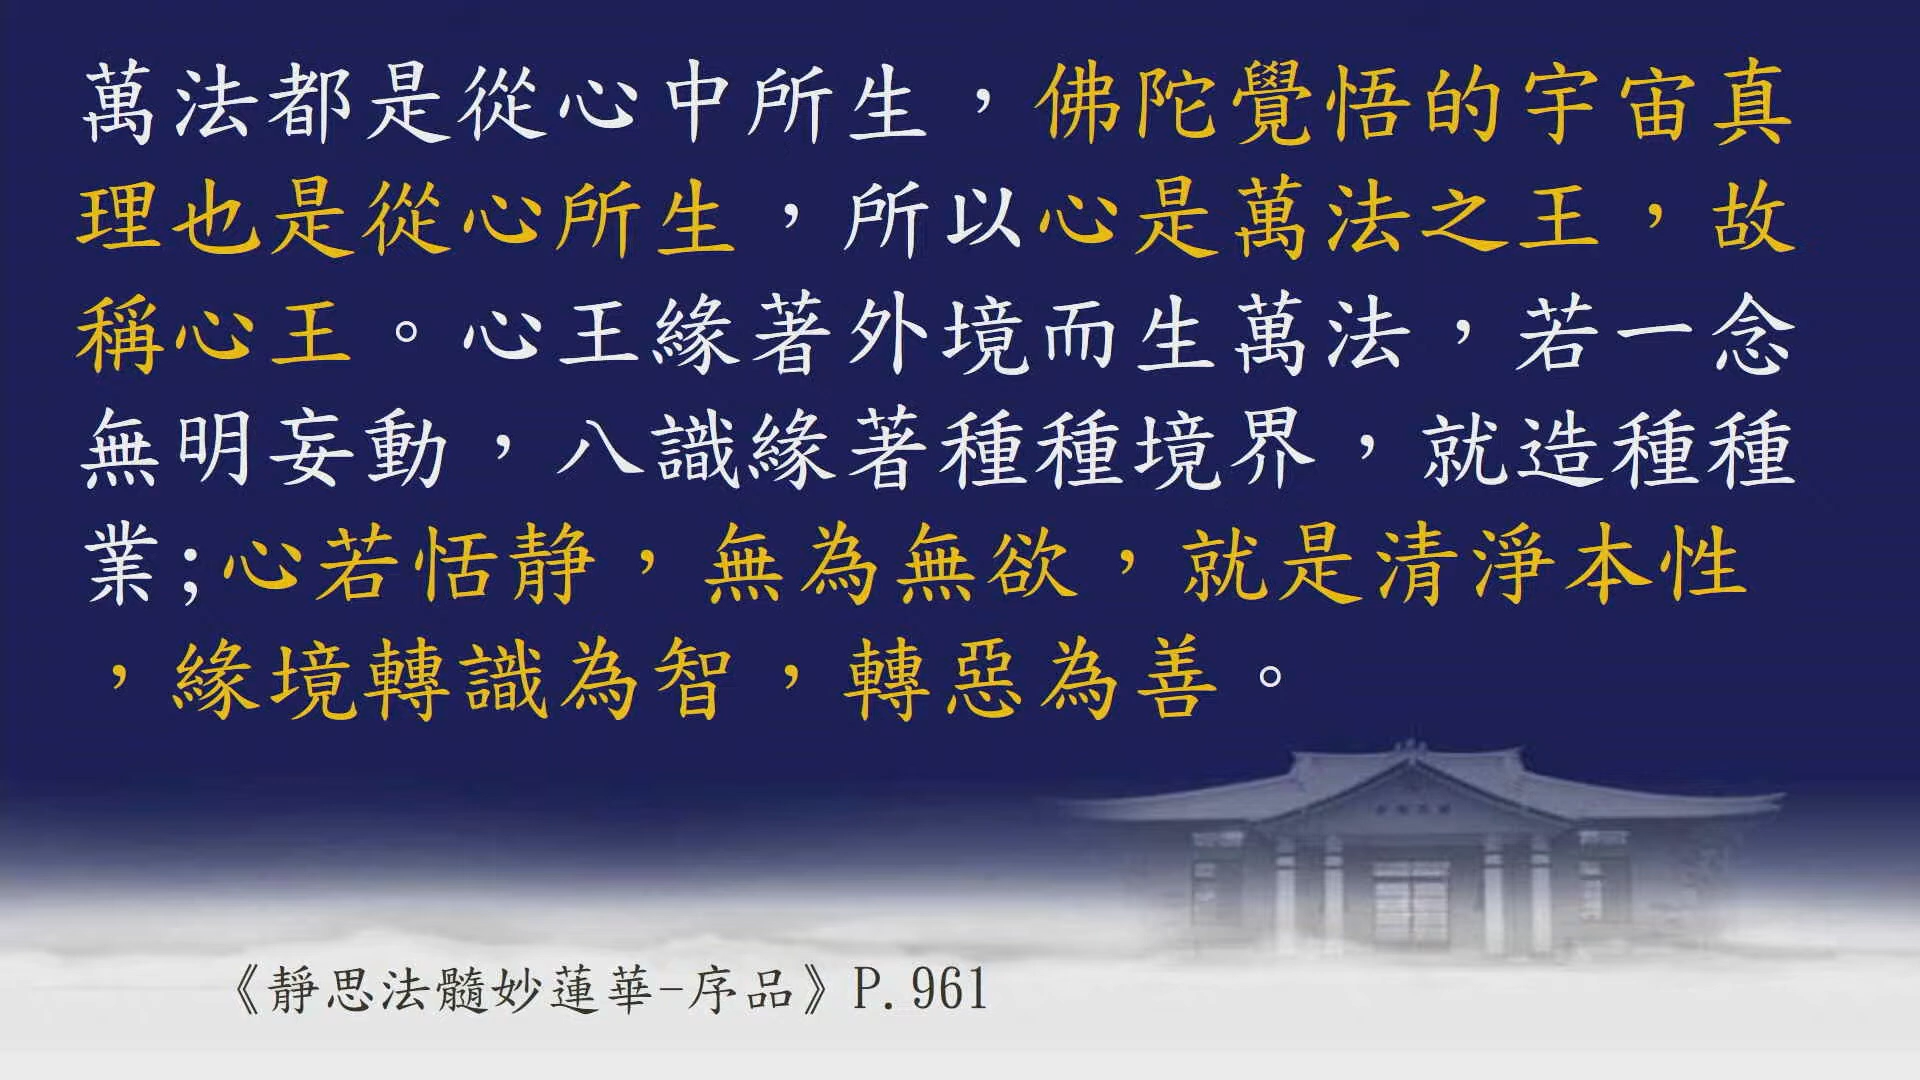 萬法都是從心中所生，佛陀覺悟的宇宙真
理也是從心所生，所以心是萬法之王，故
稱心王。心王緣著外境而生萬法，若一念
無明妄動，八識緣著種種境界，就造種種
業;心若恬静，無為無欲，就是清淨本性
，緣境轉識為智，轉惡為善。
《靜思法髓妙蓮華-序品》P.961